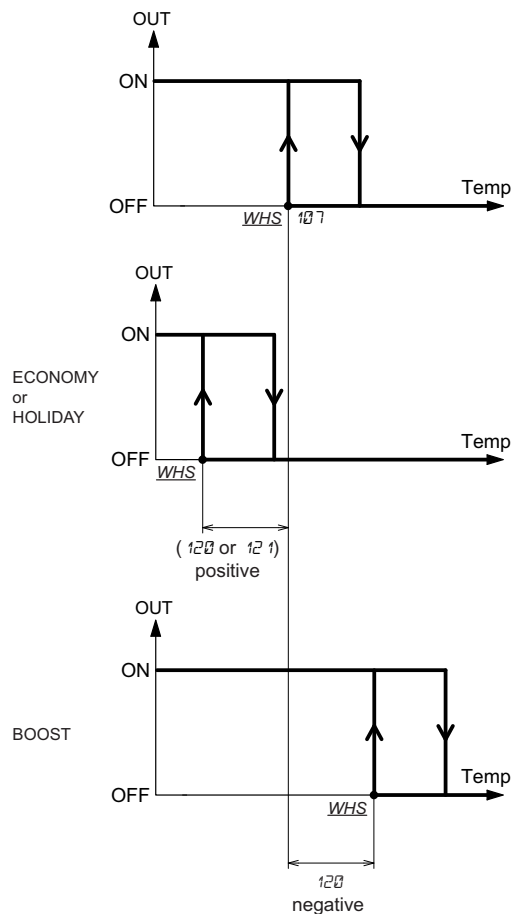 OUT
ON
OFF
Temp
WHS 107
OUT
ON
ECONOMY
or
HOLIDAY
OFF
Temp
WHS
( 120 or 121)
positive
OUT
ON
BOOST
OFF
Temp
WHS
120
negative